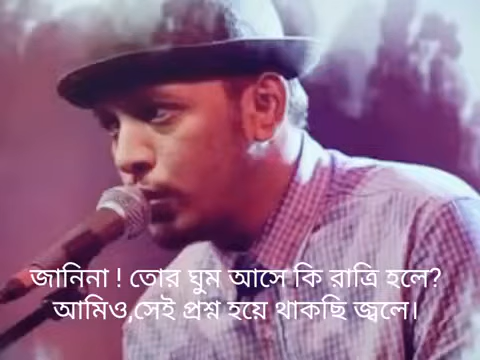 জানিনা ! তোর ঘুম আসে কি রাত্রি হলে?
আমিও,সেই প্রশ্ন হয়ে থাকছি জ্বলে।